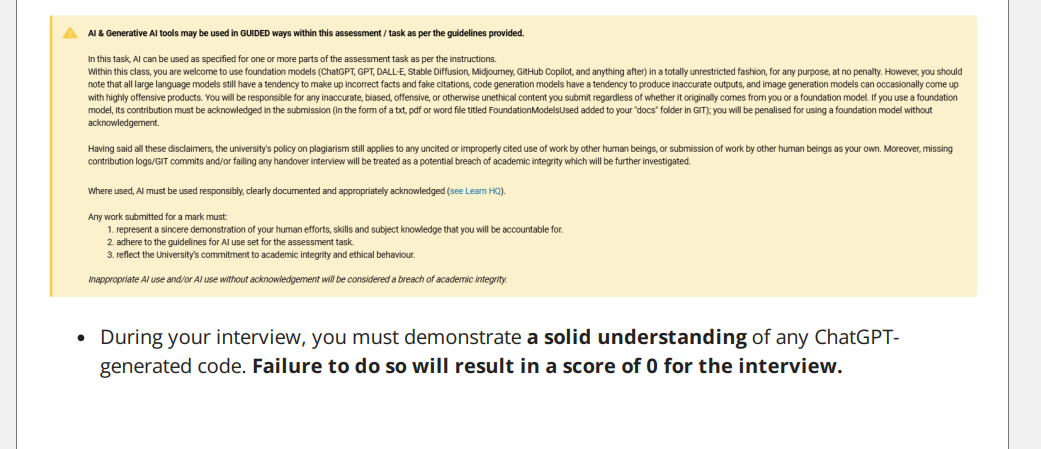 AI & Generative AI tools may be used in GUIDED ways within this assessment / task as per the guidelines provided.
In this task, AI can be used as specified for one or more parts of the assessment task as per the instructions.
Within this class, you are welcome to use foundation models (ChatGPT, GPT, DALL-E, Stable Diffusion, Midjourney, GitHub Copilot, and anything after) in a totally unrestricted fashion, for any purpose, at no penalty. However, you should
note that all large language models still have a tendency to make up incorrect facts and fake citations, code generation models have a tendency to produce inaccurate outputs, and image generation models can occasionally come up
with highly offensive products. You will be responsible for any inaccurate, biased, offensive, or otherwise unethical content you submit regardless of whether it originally comes from you or a foundation model. If you use a foundation
model, its contribution must be acknowledged in the submission (in the form of a txt, pdf or word file titled FoundationModelsUsed added to your "docs" folder in GIT); you will be penalised for using a foundation model without
acknowledgement.
Having said all these disclaimers, the university's policy on plagiarism still applies to any uncited or improperly cited use of work by other human beings, or submission of work by other human beings as your own. Moreover, missing
contribution logs/GIT commits and/or failing any handover interview will be treated as a potential breach of academic integrity which will be further investigated.
Where used, AI must be used responsibly, clearly documented and appropriately acknowledged (see Learn HQ).
Any work submitted for a mark must:
1. represent a sincere demonstration of your human efforts, skills and subject knowledge that you will be accountable for.
2. adhere to the guidelines for AI use set for the assessment task.
3. reflect the University's commitment to academic integrity and ethical behaviour.
Inappropriate AI use and/or AI use without acknowledgement will be considered a breach of academic integrity.
• During your interview, you must demonstrate a solid understanding of any ChatGPT-
generated code. Failure to do so will result in a score of 0 for the interview.